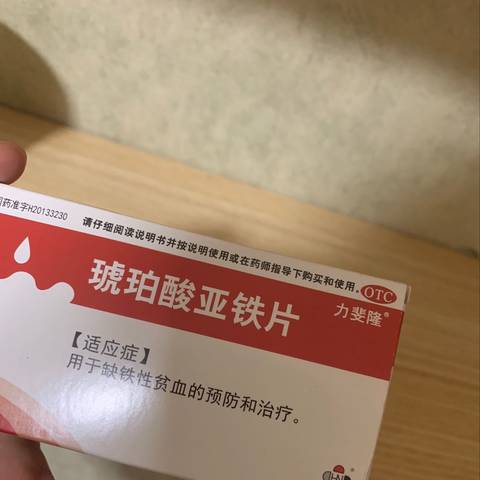 国药准字H20133230
请仔细阅读说明书并按说明使用或在药师指导下购买和使用。
OTC
力斐隆®
琥珀酸亚铁片
【适应症】
用于缺铁性贫血的预防和治疗。